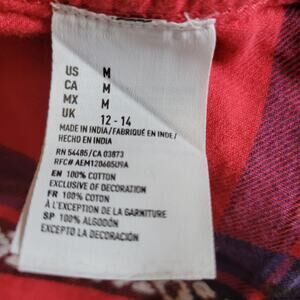 US M
CA M
MX M
UK 12 - 14
MADE IN INDIA/FABRIQUÉ EN INDE/
HECHO EN INDIA
RN 54485/CA 03873
RFC# AEM120605U9A
EN 100% COTTON
EXCLUSIVE OF DECORATION
FR 100% COTON
À L'EXCEPTION DE LA GARNITURE
SP 100% ALGODÓN
EXCEPTO LA DECORACIÓN